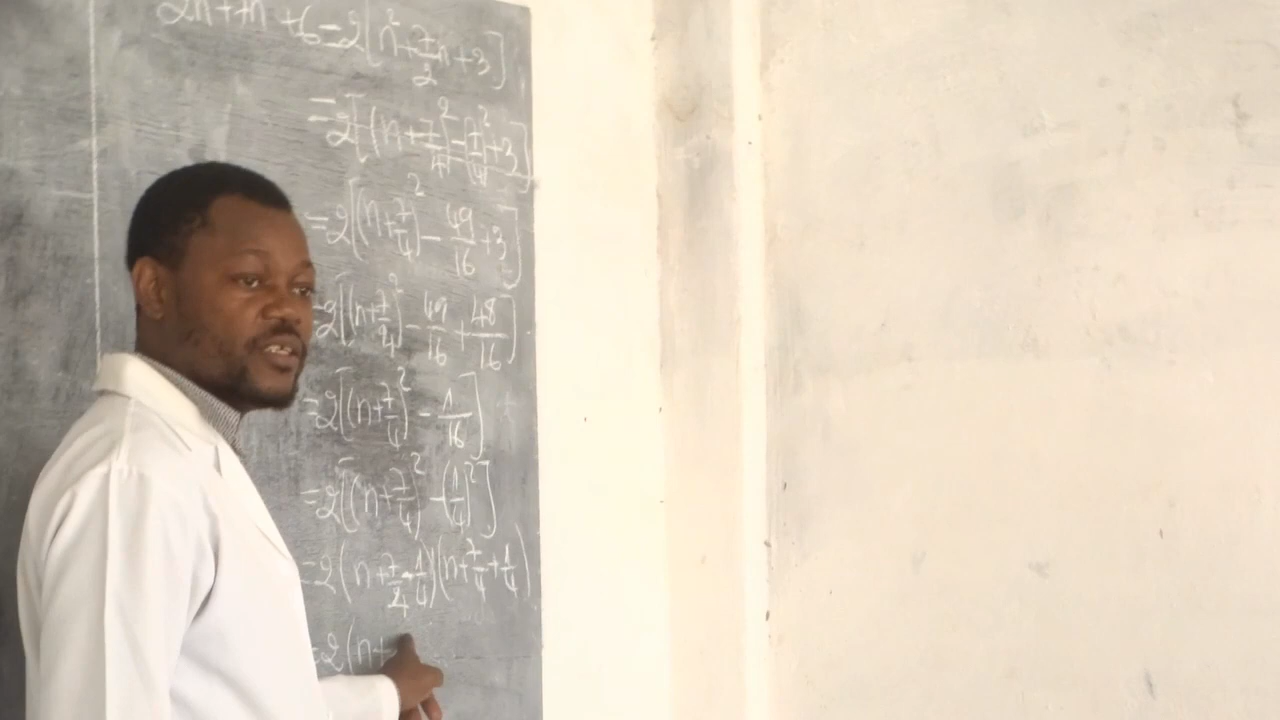 2n²+7n+6=2[n²+7/2n+3]
=2[(n+7/4)²-(7/4)²+3]
=2[(n+7/4)²-49/16+3]
=2[(n+7/4)²-49/16+48/16]
=2[(n+7/4)²-1/16]
=2[(n+7/4)²-(1/4)²]
=2(n+7/4-1/4)(n+7/4+1/4)
=2(n+